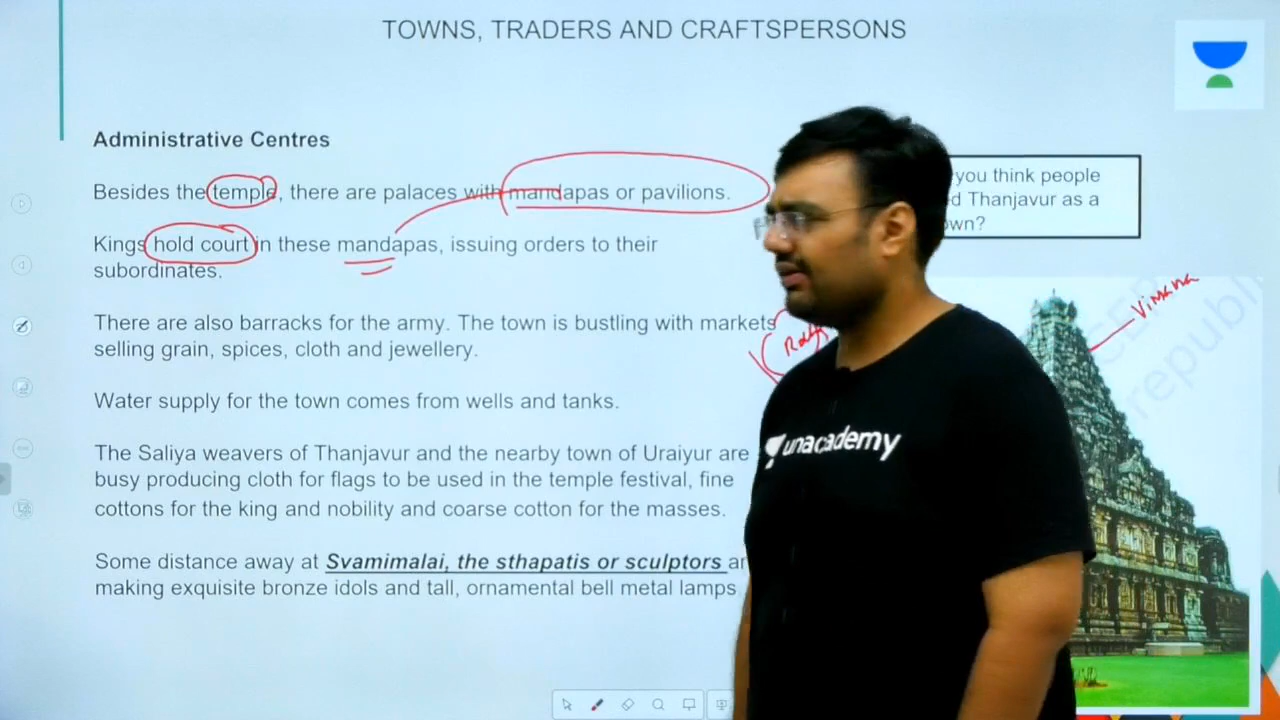 TOWNS, TRADERS AND CRAFTSPERSONS
Administrative Centres
Besides the temple, there are palaces with mandapas or pavilions.
Kings hold court in these mandapas, issuing orders to their
subordinates.
There are also barracks for the army. The town is bustling with markets
selling grain, spices, cloth and jewellery.
Water supply for the town comes from wells and tanks.
The Saliya weavers of Thanjavur and the nearby town of Uraiyur are
busy producing cloth for flags to be used in the temple festival, fine
cottons for the king and nobility and coarse cotton for the masses.
Some distance away at Svamimalai, the sthapatis or sculptors
making exquisite bronze idols and tall, ornamental bell metal lamps
you think people
Thanjavur as a
Vimana
republi
unacademy